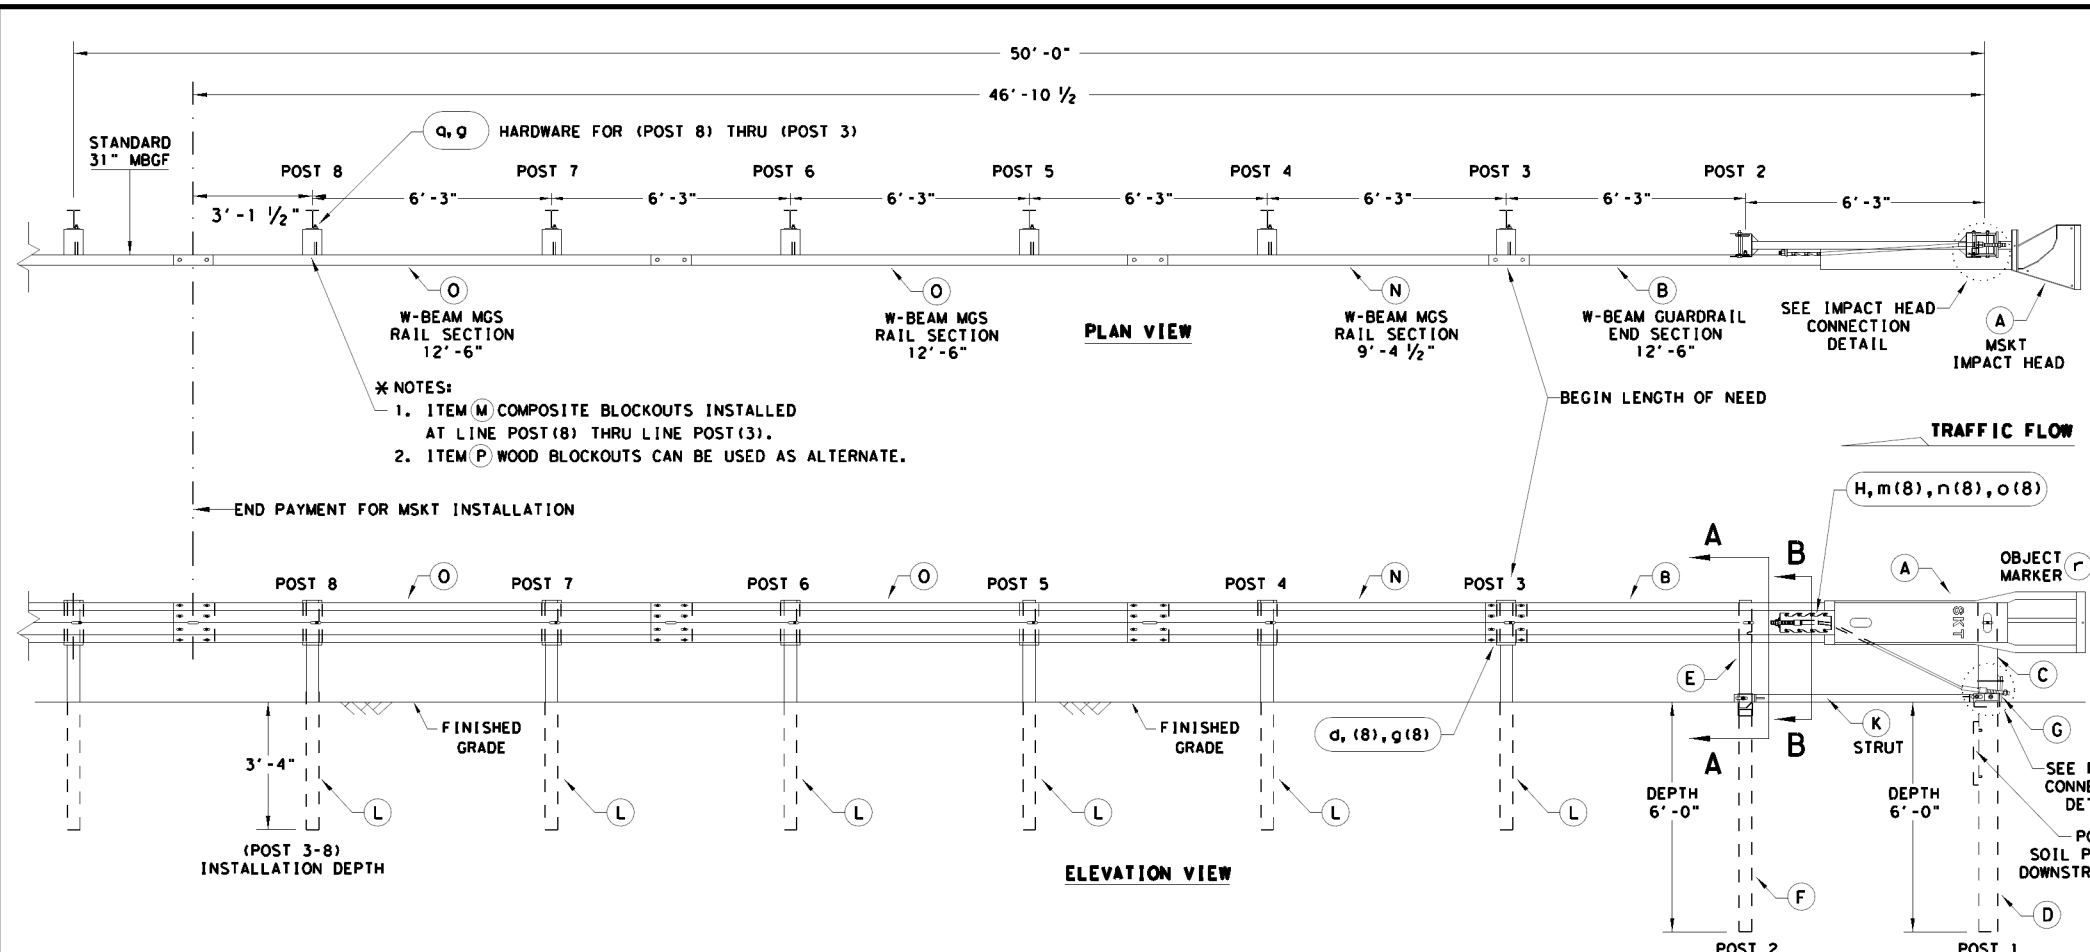 50'-0"
46'-10 1/2
a,g HARDWARE FOR (POST 8) THRU (POST 3)
STANDARD
31" MBGF
POST 8
POST 7
POST 6
POST 5
POST 4
POST 3
POST 2
3'-1 1/2"
6'-3"
6'-3"
6'-3"
6'-3"
6'-3"
6'-3"
6'-3"
O
W-BEAM MGS
RAIL SECTION
12'-6"
O
W-BEAM MGS
RAIL SECTION
12'-6"
PLAN VIEW
N
W-BEAM MGS
RAIL SECTION
9'-4 1/2"
B
W-BEAM GUARDRAIL
END SECTION
12'-6"
SEE IMPACT HEAD
CONNECTION
DETAIL
A
MSKT
IMPACT HEAD
* NOTES:
1. ITEM M COMPOSITE BLOCKOUTS INSTALLED
AT LINE POST(8) THRU LINE POST(3).
2. ITEM P WOOD BLOCKOUTS CAN BE USED AS ALTERNATE.
BEGIN LENGTH OF NEED
TRAFFIC FLOW
END PAYMENT FOR MSKT INSTALLATION
H,m(8),n(8),o(8)
A
B
OBJECT
MARKER r
POST 8
O
POST 7
POST 6
O
POST 5
POST 4
N
POST 3
B
A
SKT
E
C
FINISHED
GRADE
FINISHED
GRADE
d,(8),g(8)
K
STRUT
G
A
B
3'-4"
L
L
L
L
L
L
(POST 3-8)
INSTALLATION DEPTH
DEPTH
6'-0"
DEPTH
6'-0"
SEE
CONNE
DET
PO
SOIL P
DOWNSTR
ELEVATION VIEW
F
D
POST 2
POST 1